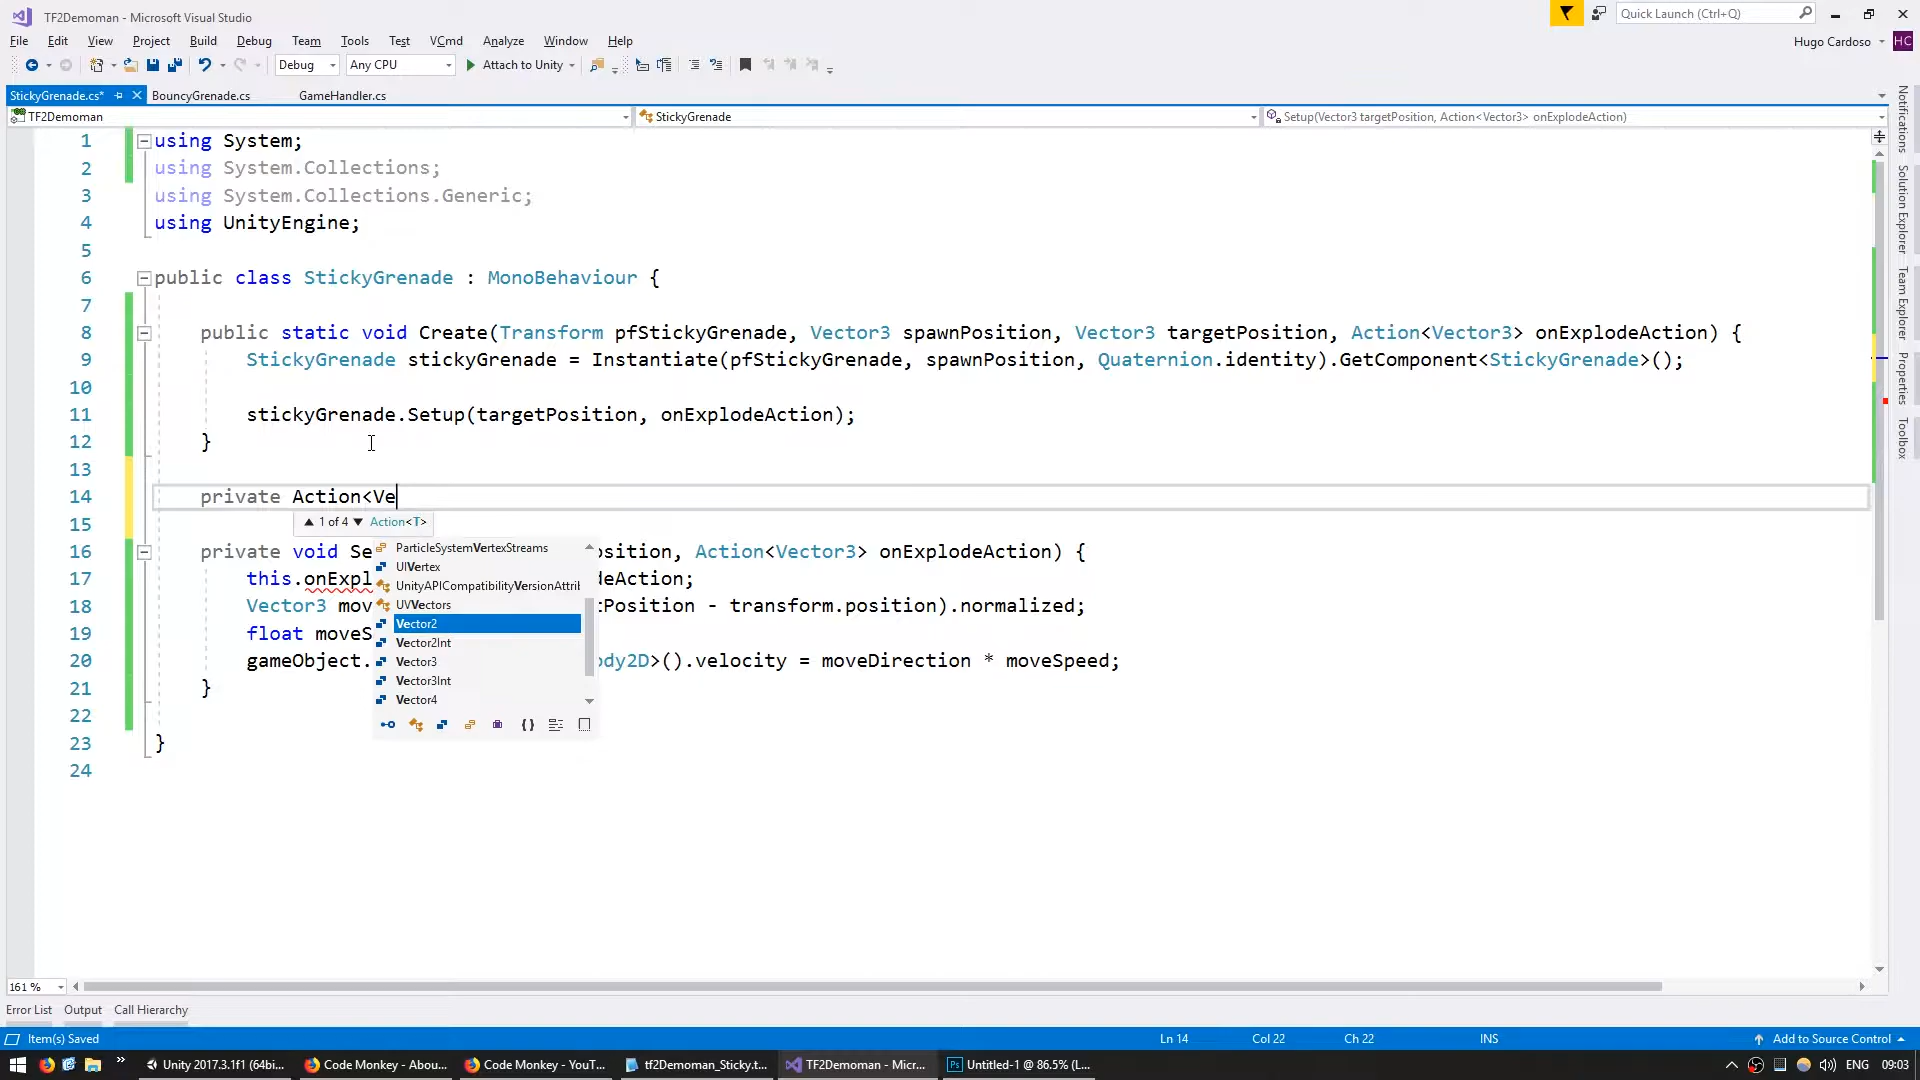 TF2Demoman - Microsoft Visual Studio
Quick Launch (Ctrl+Q)
File Edit View Project Build Debug Team Tools Test VCmd Analyze Window Help
Hugo Cardoso HC
Debug Any CPU Attach to Unity
StickyGrenade.cs* BouncyGrenade.cs GameHandler.cs
TF2Demoman StickyGrenade Setup(Vector3 targetPosition, Action<Vector3> onExplodeAction)
1 using System;
2 using System.Collections;
3 using System.Collections.Generic;
4 using UnityEngine;
5
6 public class StickyGrenade : MonoBehaviour {
7
8 public static void Create(Transform pfStickyGrenade, Vector3 spawnPosition, Vector3 targetPosition, Action<Vector3> onExplodeAction) {
9 StickyGrenade stickyGrenade = Instantiate(pfStickyGrenade, spawnPosition, Quaternion.identity).GetComponent<StickyGrenade>();
10
11 stickyGrenade.Setup(targetPosition, onExplodeAction);
12 }
13
14 private Action<Ve
1 of 4 Action<T>
15
16 private void Se osition, Action<Vector3> onExplodeAction) {
17 this.onExpl deAction;
18 Vector3 mov tPosition - transform.position).normalized;
19 float moveS
20 gameObject. ody2D>().velocity = moveDirection * moveSpeed;
21 }
22
23 }
24
ParticleSystemVertexStreams
UIVertex
UnityAPICompatibilityVersionAttri
UVVectors
Vector2
Vector2Int
Vector3
Vector3Int
Vector4
Notifications
Solution Explorer
Team Explorer
Properties
Toolbox
161 %
Error List Output Call Hierarchy
Item(s) Saved Ln 14 Col 22 Ch 22 INS Add to Source Control
Unity 2017.3.1f1 (64bi... Code Monkey - Abou... Code Monkey - YouT... tf2Demoman_Sticky.t... TF2Demoman - Micr... Untitled-1 @ 86.5% (L... ENG 09:03